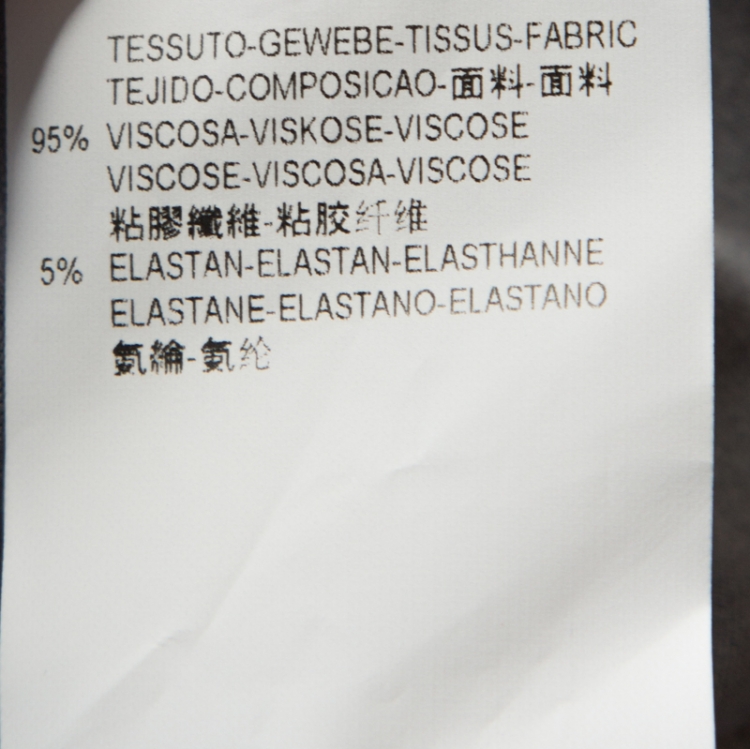 TESSUTO-GEWEBE-TISSUS-FABRIC
TEJIDO-COMPOSICAO-面料-面料
95% VISCOSA-VISKOSE-VISCOSE
VISCOSE-VISCOSA-VISCOSE
粘膠纖維-粘胶纤维
5% ELASTAN-ELASTAN-ELASTHANNE
ELASTANE-ELASTANO-ELASTANO
氨綸-氨纶